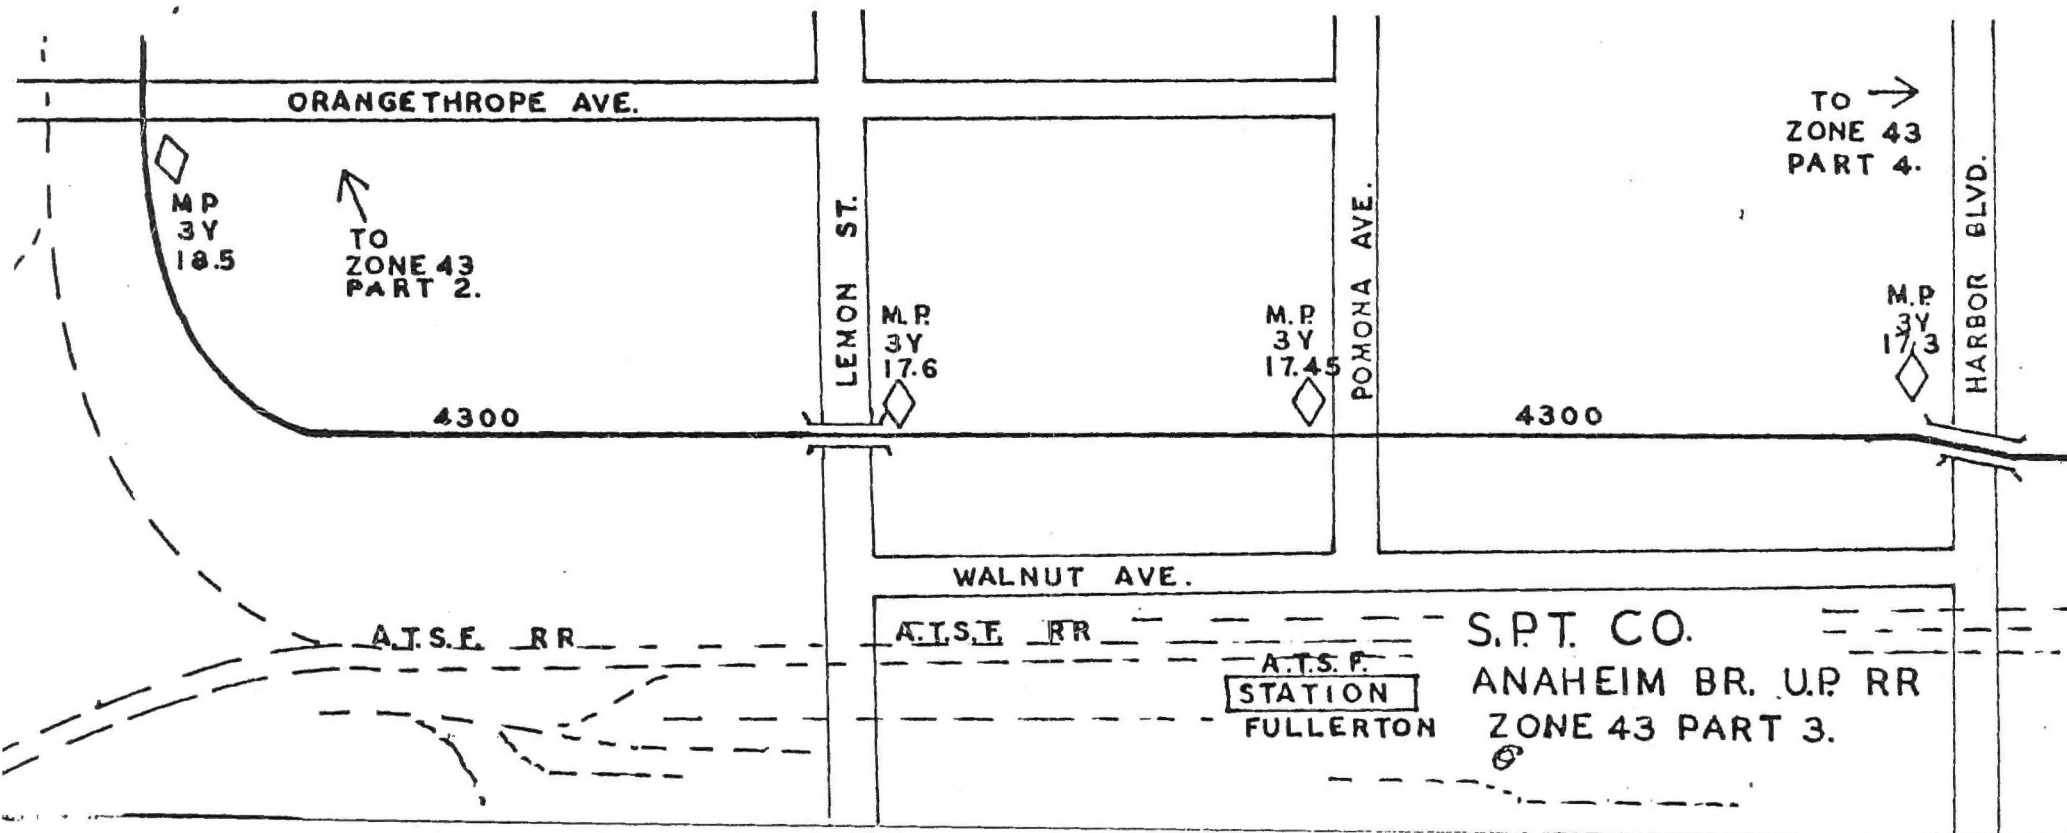 ORANGETHROPE AVE.
TO →
ZONE 43
PART 4.
M P
3Y
18.5
TO
ZONE 43
PART 2.
LEMON ST.
M.P.
3Y
17.6
M.P.
3Y
17.45
POMONA AVE.
M.P.
3Y
17.3
HARBOR BLVD.
4300
4300
WALNUT AVE.
A.T.S.F. RR
A.T.S.F. RR
A.T.S.F.
STATION
FULLERTON
S.P.T. CO.
ANAHEIM BR. U.P. RR
ZONE 43 PART 3.